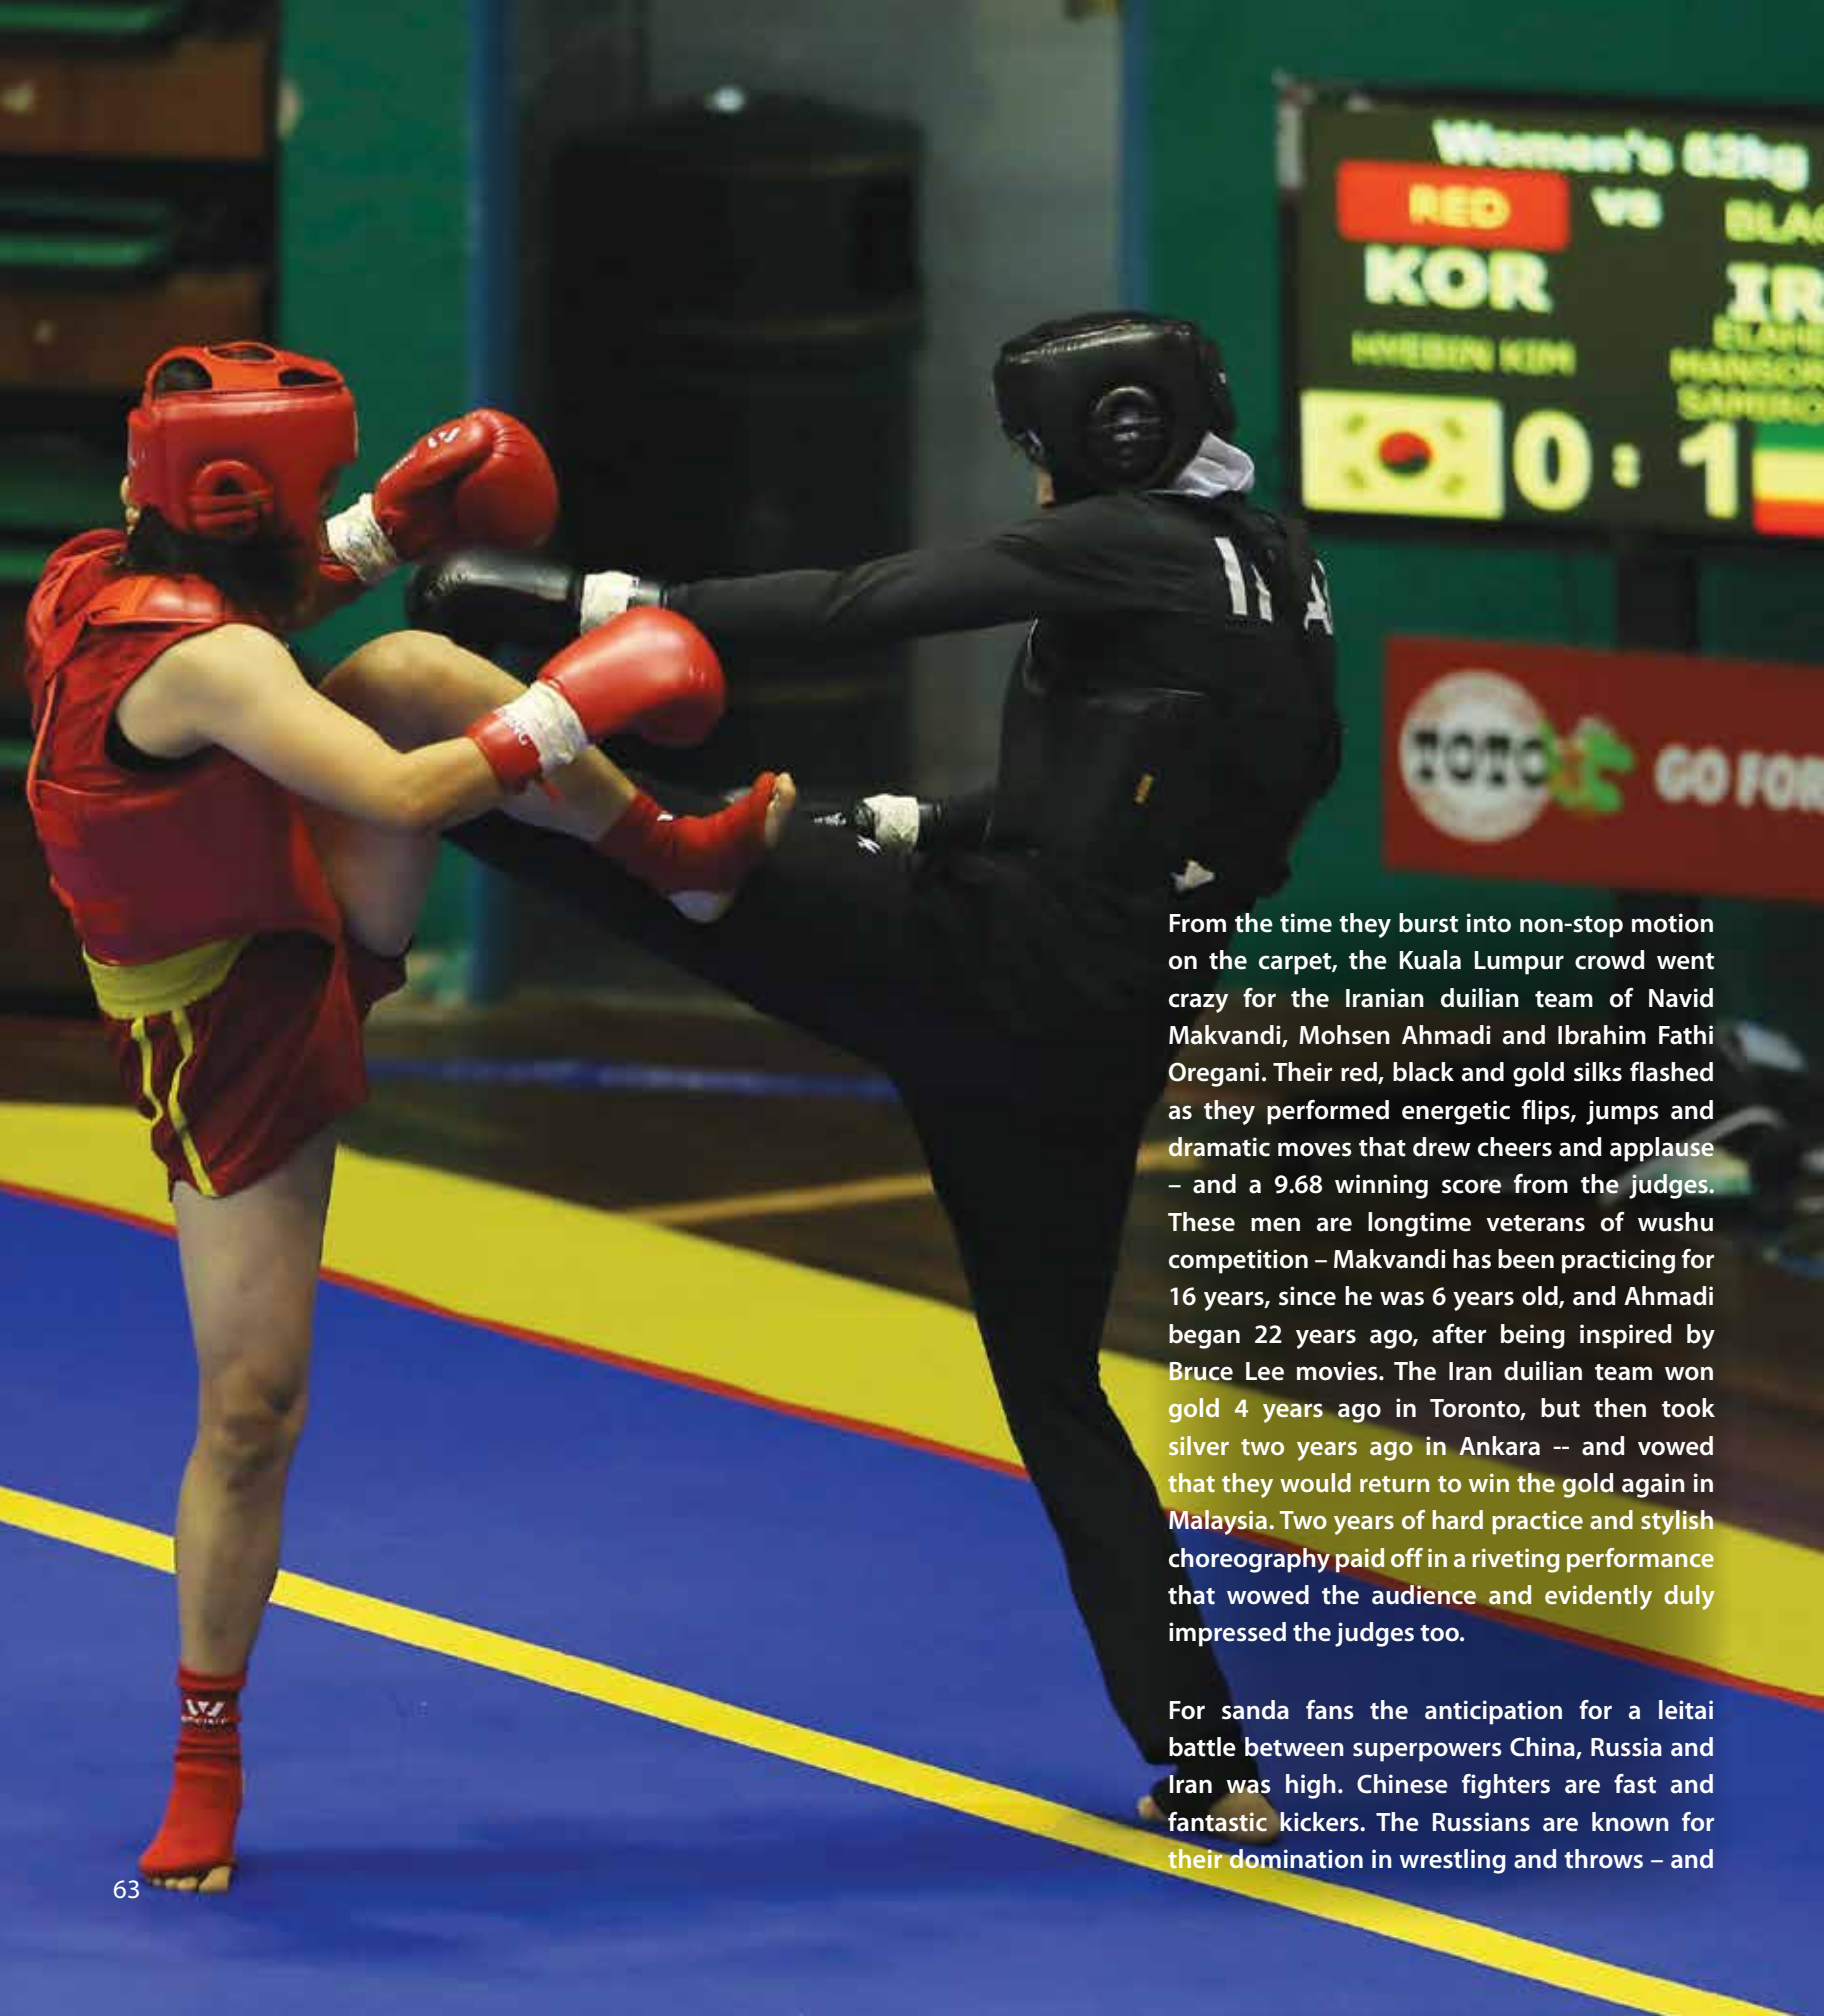 Women's 52kg
RED VS
KOR
HYEBIN KIM
0 : 1
TOTO
GO FOR
From the time they burst into non-stop motion
on the carpet, the Kuala Lumpur crowd went
crazy for the Iranian duilian team of Navid
Makvandi, Mohsen Ahmadi and Ibrahim Fathi
Oregani. Their red, black and gold silks flashed
as they performed energetic flips, jumps and
dramatic moves that drew cheers and applause
– and a 9.68 winning score from the judges.
These men are longtime veterans of wushu
competition – Makvandi has been practicing for
16 years, since he was 6 years old, and Ahmadi
began 22 years ago, after being inspired by
Bruce Lee movies. The Iran duilian team won
gold 4 years ago in Toronto, but then took
silver two years ago in Ankara -- and vowed
that they would return to win the gold again in
Malaysia. Two years of hard practice and stylish
choreography paid off in a riveting performance
that wowed the audience and evidently duly
impressed the judges too.
For sanda fans the anticipation for a leitai
battle between superpowers China, Russia and
Iran was high. Chinese fighters are fast and
fantastic kickers. The Russians are known for
their domination in wrestling and throws – and
63